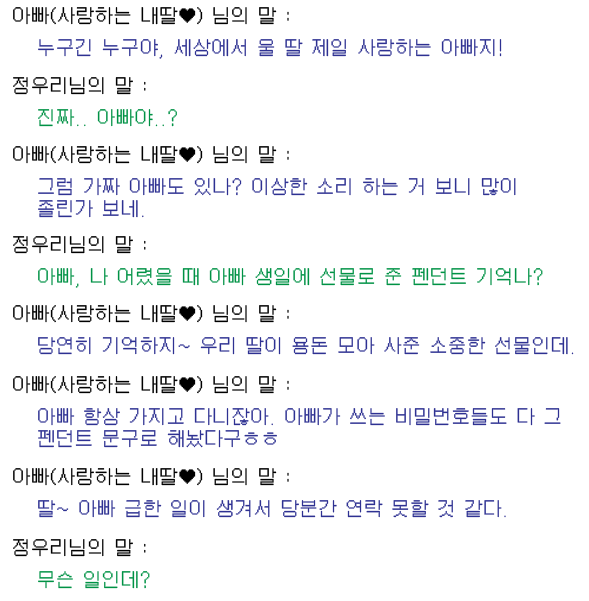 아빠(사랑하는 내딸♥) 님의 말 :
누구긴 누구야, 세상에서 울 딸 제일 사랑하는 아빠지!
정우리님의 말 :
진짜.. 아빠야..?
아빠(사랑하는 내딸♥) 님의 말 :
그럼 가짜 아빠도 있나? 이상한 소리 하는 거 보니 많이
졸린가 보네.
정우리님의 말 :
아빠, 나 어렸을 때 아빠 생일에 선물로 준 펜던트 기억나?
아빠(사랑하는 내딸♥) 님의 말 :
당연히 기억하지~ 우리 딸이 용돈 모아 사준 소중한 선물인데.
아빠(사랑하는 내딸♥) 님의 말 :
아빠 항상 가지고 다니잖아. 아빠가 쓰는 비밀번호들도 다 그
펜던트 문구로 해놨다구ㅎㅎ
아빠(사랑하는 내딸♥) 님의 말 :
딸~ 아빠 급한 일이 생겨서 당분간 연락 못할 것 같다.
정우리님의 말 :
무슨 일인데?